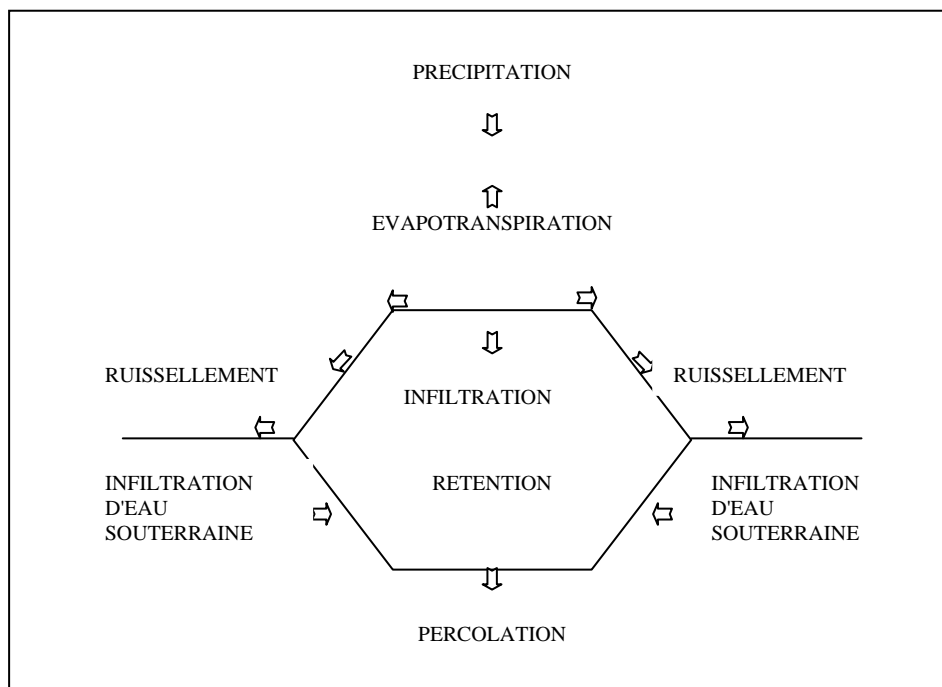 PRECIPITATION
EVAPOTRANSPIRATION
RUISSELLEMENT
RUISSELLEMENT
INFILTRATION
INFILTRATION
D'EAU
SOUTERRAINE
RETENTION
INFILTRATION
D'EAU
SOUTERRAINE
PERCOLATION